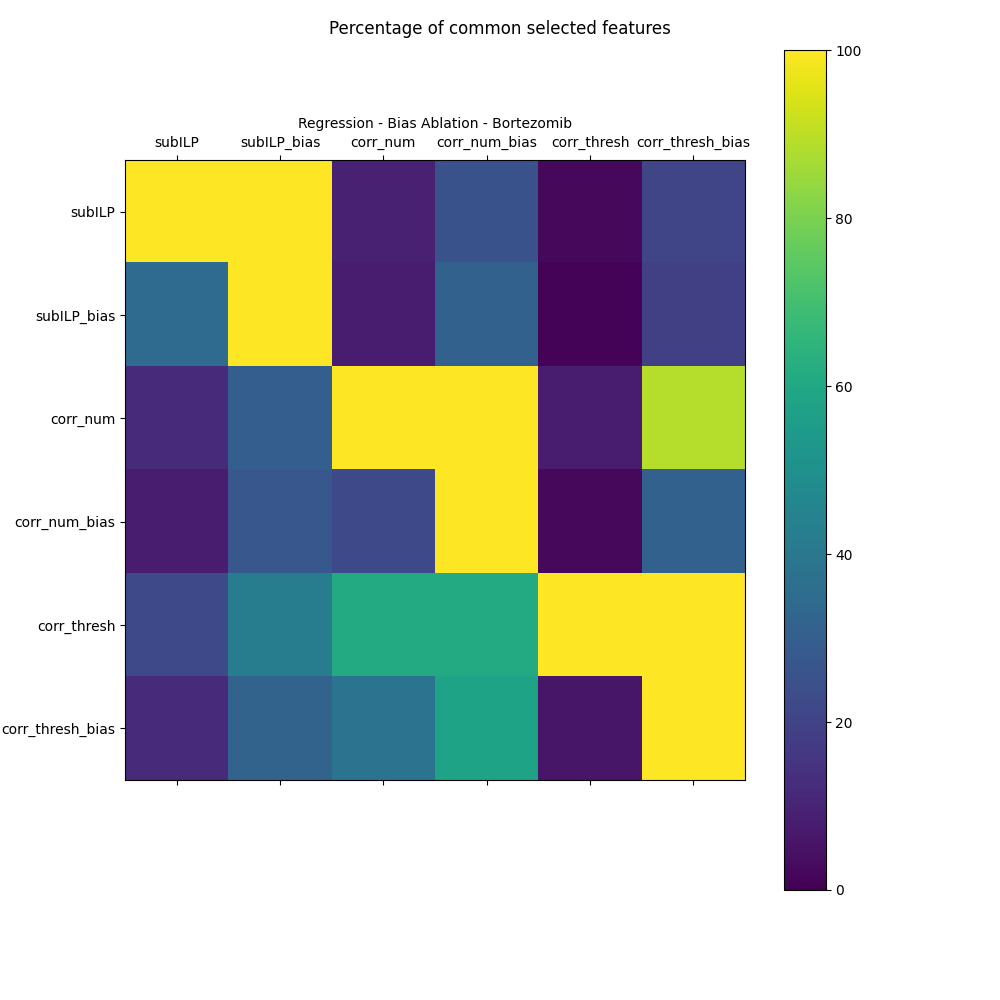 Percentage of common selected features
Regression - Bias Ablation - Bortezomib
subILP subILP_bias corr_num corr_num_bias corr_thresh corr_thresh_bias
subILP
subILP_bias
corr_num
corr_num_bias
corr_thresh
corr_thresh_bias
100
80
60
40
20
0